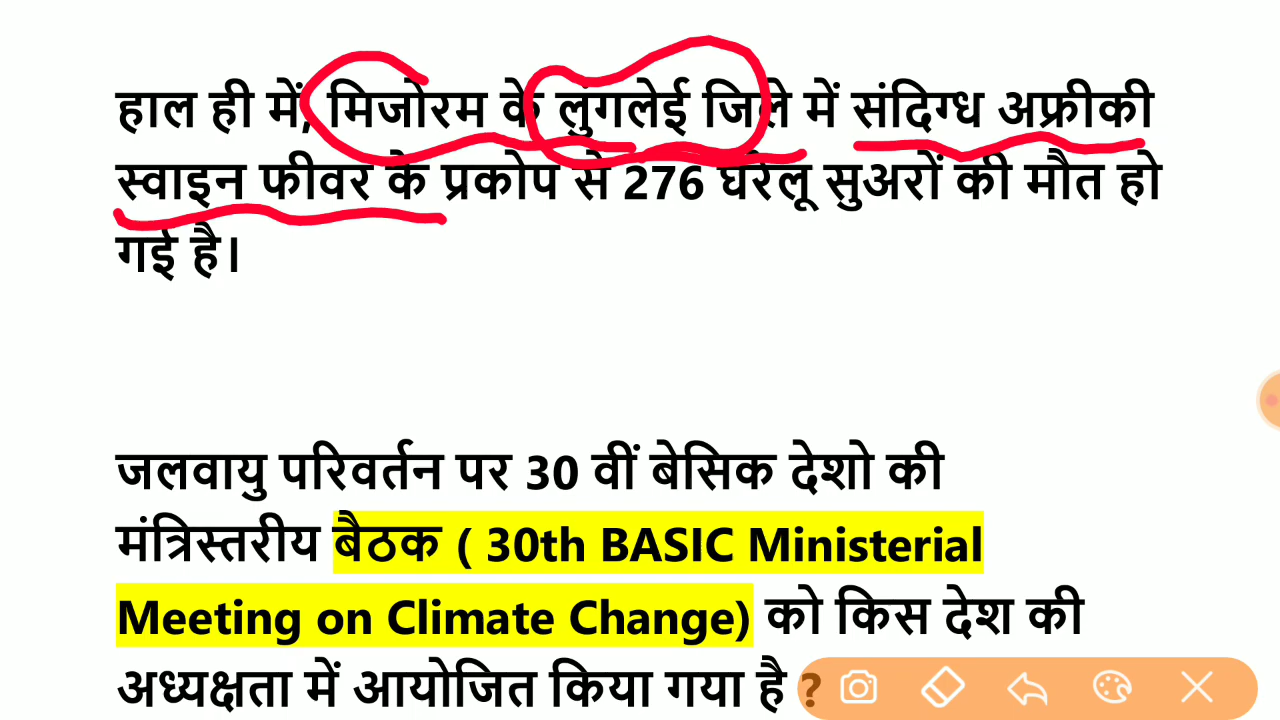 हाल ही में, मिजोरम के लुंगलेई जिले में संदिग्ध अफ्रीकी
स्वाइन फीवर के प्रकोप से 276 घरेलू सुअरों की मौत हो
गई है।
जलवायु परिवर्तन पर 30 वीं बेसिक देशो की
मंत्रिस्तरीय बैठक ( 30th BASIC Ministerial
Meeting on Climate Change) को किस देश की
अध्यक्षता में आयोजित किया गया है ?